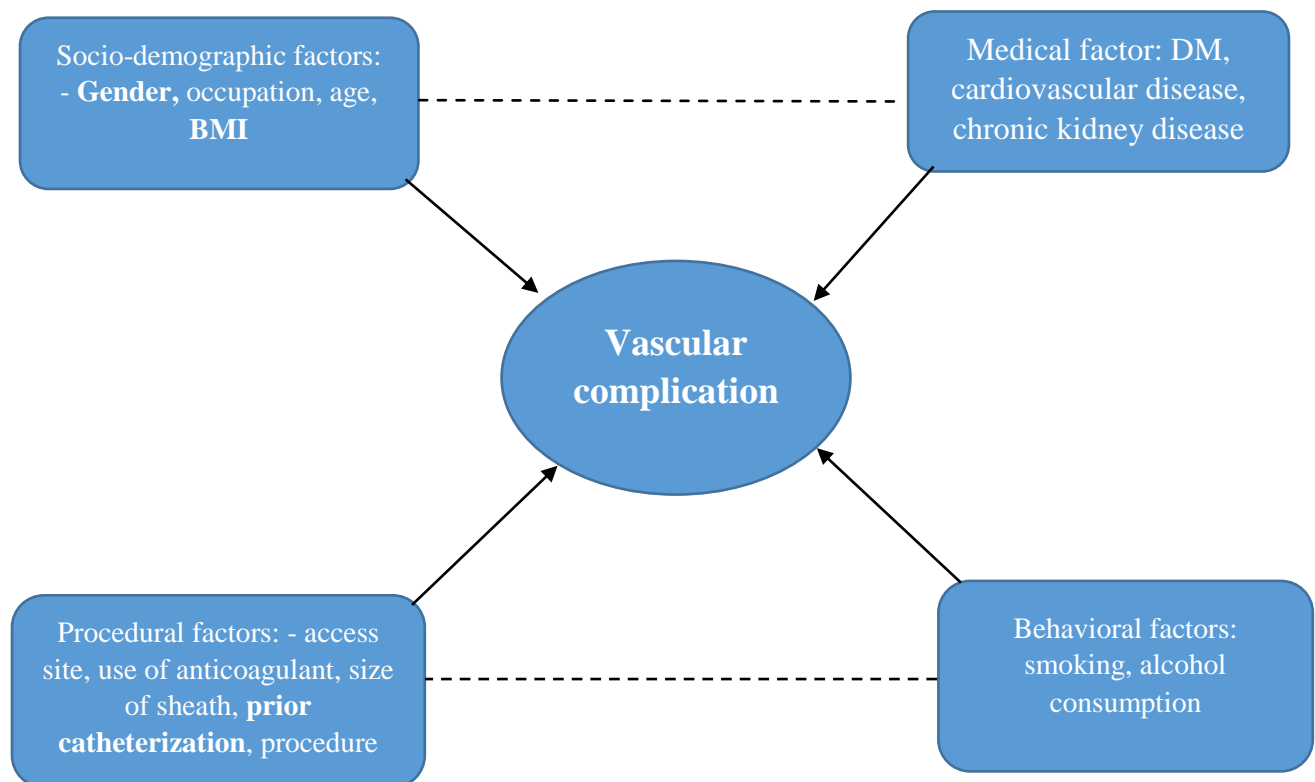 Socio-demographic factors:
- Gender, occupation, age,
BMI
Medical factor: DM,
cardiovascular disease,
chronic kidney disease
Vascular
complication
Procedural factors: - access
site, use of anticoagulant, size
of sheath, prior
catheterization, procedure
Behavioral factors:
smoking, alcohol
consumption